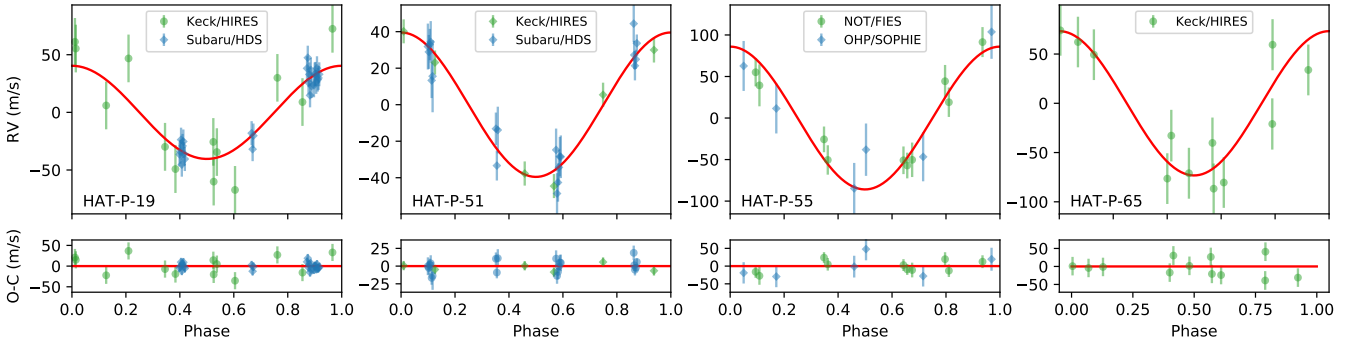 RV (m/s)
50
0
−50
Keck/HIRES
Subaru/HDS
HAT-P-19
40
20
0
−20
−40
Keck/HIRES
Subaru/HDS
HAT-P-51
100
50
0
−50
−100
NOT/FIES
OHP/SOPHIE
HAT-P-55
50
0
−50
−100
Keck/HIRES
HAT-P-65
O-C (m/s)
50
0
−50
0.0 0.2 0.4 0.6 0.8 1.0
Phase
25
0
−25
0.0 0.2 0.4 0.6 0.8 1.0
Phase
50
0
−50
0.0 0.2 0.4 0.6 0.8 1.0
Phase
50
0
−50
0.00 0.25 0.50 0.75 1.00
Phase